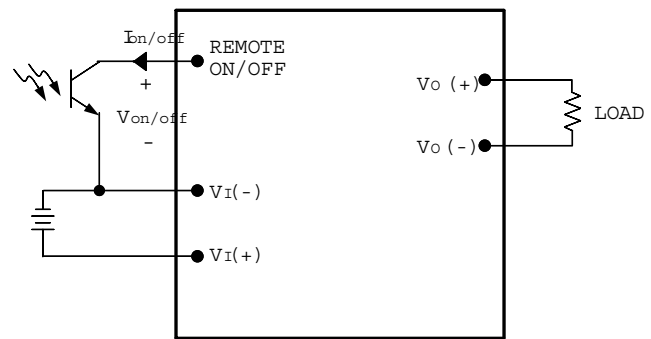 Ion/off
REMOTE
ON/OFF
+
Von/off
-
VI(-)
VI(+)
VO (+)
VO (-)
LOAD